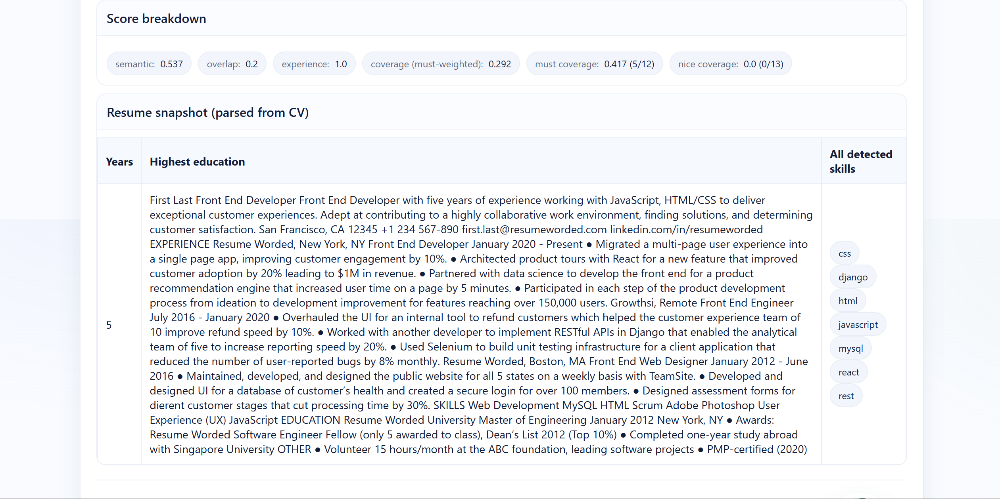 Score breakdown
semantic: 0.537 overlap: 0.2 experience: 1.0 coverage (must-weighted): 0.292 must coverage: 0.417 (5/12) nice coverage: 0.0 (0/13)
Resume snapshot (parsed from CV)
Years
Highest education
All detected
skills
5
First Last Front End Developer Front End Developer with five years of experience working with JavaScript, HTML/CSS to deliver
exceptional customer experiences. Adept at contributing to a highly collaborative work environment, finding solutions, and determining
customer satisfaction. San Francisco, CA 12345 +1 234 567-890 first.last@resumeworded.com linkedin.com/in/resumeworded
EXPERIENCE Resume Worded, New York, NY Front End Developer January 2020 - Present ● Migrated a multi-page user experience into
a single page app, improving customer engagement by 10%. ● Architected product tours with React for a new feature that improved
customer adoption by 20% leading to $1M in revenue. ● Partnered with data science to develop the front end for a product
recommendation engine that increased user time on a page by 5 minutes. ● Participated in each step of the product development
process from ideation to development improvement for features reaching over 150,000 users. Growthsi, Remote Front End Engineer
July 2016 - January 2020 ● Overhauled the UI for an internal tool to refund customers which helped the customer experience team of
10 improve refund speed by 10%. ● Worked with another developer to implement RESTful APIs in Django that enabled the analytical
team of five to increase reporting speed by 20%. ● Used Selenium to build unit testing infrastructure for a client application that
reduced the number of user-reported bugs by 8% monthly. Resume Worded, Boston, MA Front End Web Designer January 2012 - June
2016 ● Maintained, developed, and designed the public website for all 5 states on a weekly basis with TeamSite. ● Developed and
designed UI for a database of customer’s health and created a secure login for over 100 members. ● Designed assessment forms for
dierent customer stages that cut processing time by 30%. SKILLS Web Development MySQL HTML Scrum Adobe Photoshop User
Experience (UX) JavaScript EDUCATION Resume Worded University Master of Engineering January 2012 New York, NY ● Awards:
Resume Worded Software Engineer Fellow (only 5 awarded to class), Dean’s List 2012 (Top 10%) ● Completed one-year study abroad
with Singapore University OTHER ● Volunteer 15 hours/month at the ABC foundation, leading software projects ● PMP-certified (2020)
css
django
html
javascript
mysql
react
rest